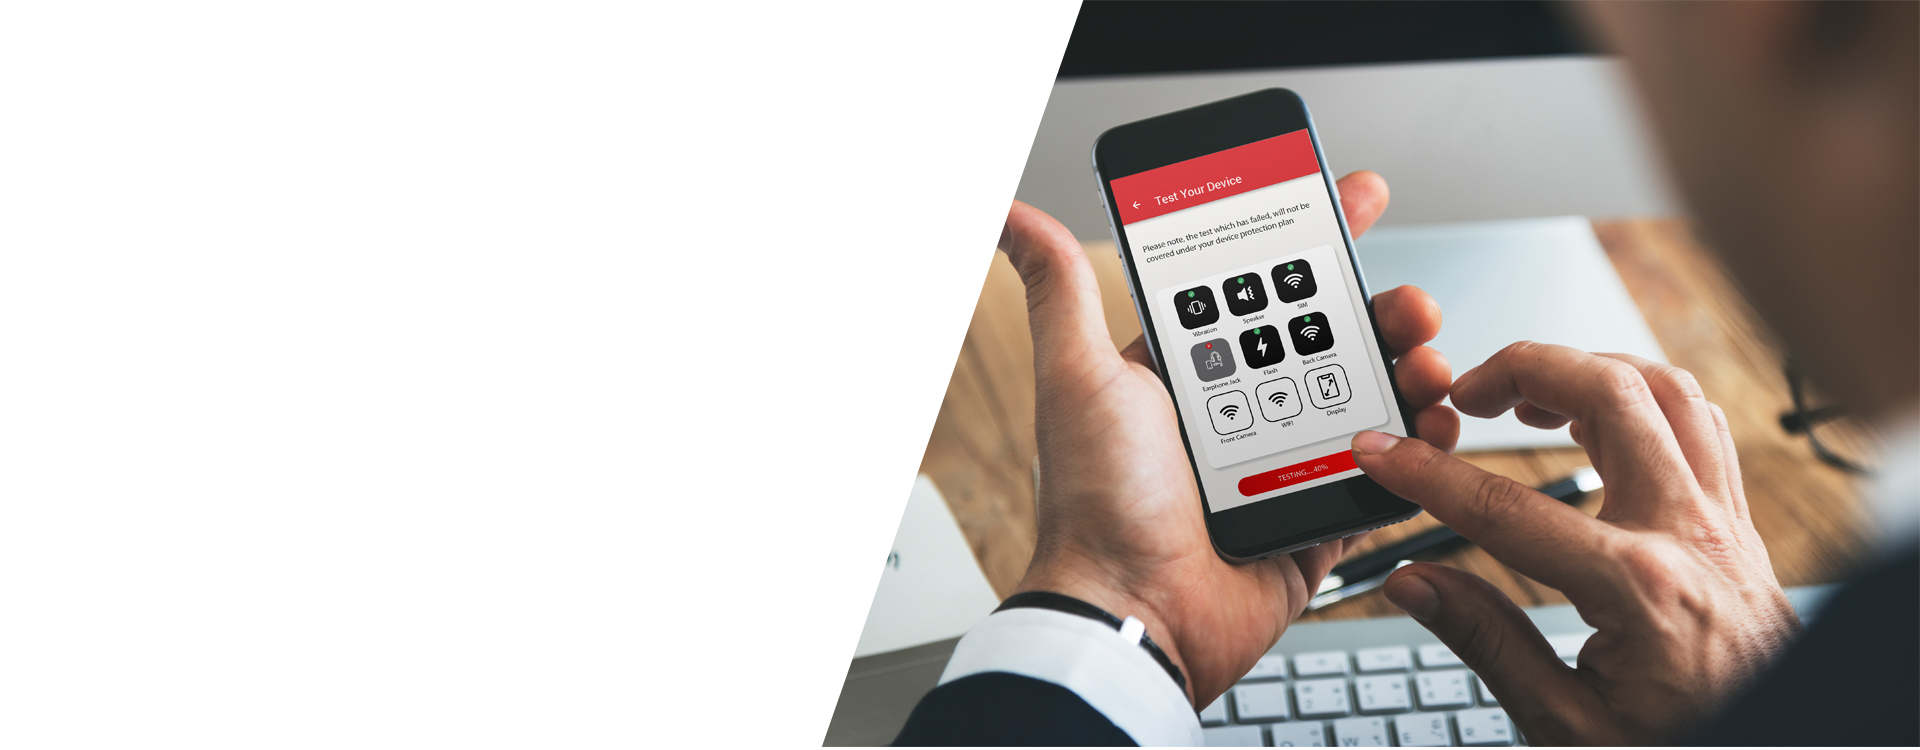 Test Your Device
Please note, the test which has failed, will not be
covered under your device protection plan
Vibration
Speaker
SIM
Earphone Jack
Flash
Back Camera
Front Camera
WIFI
Display
TESTING....40%
Q
W
E
R